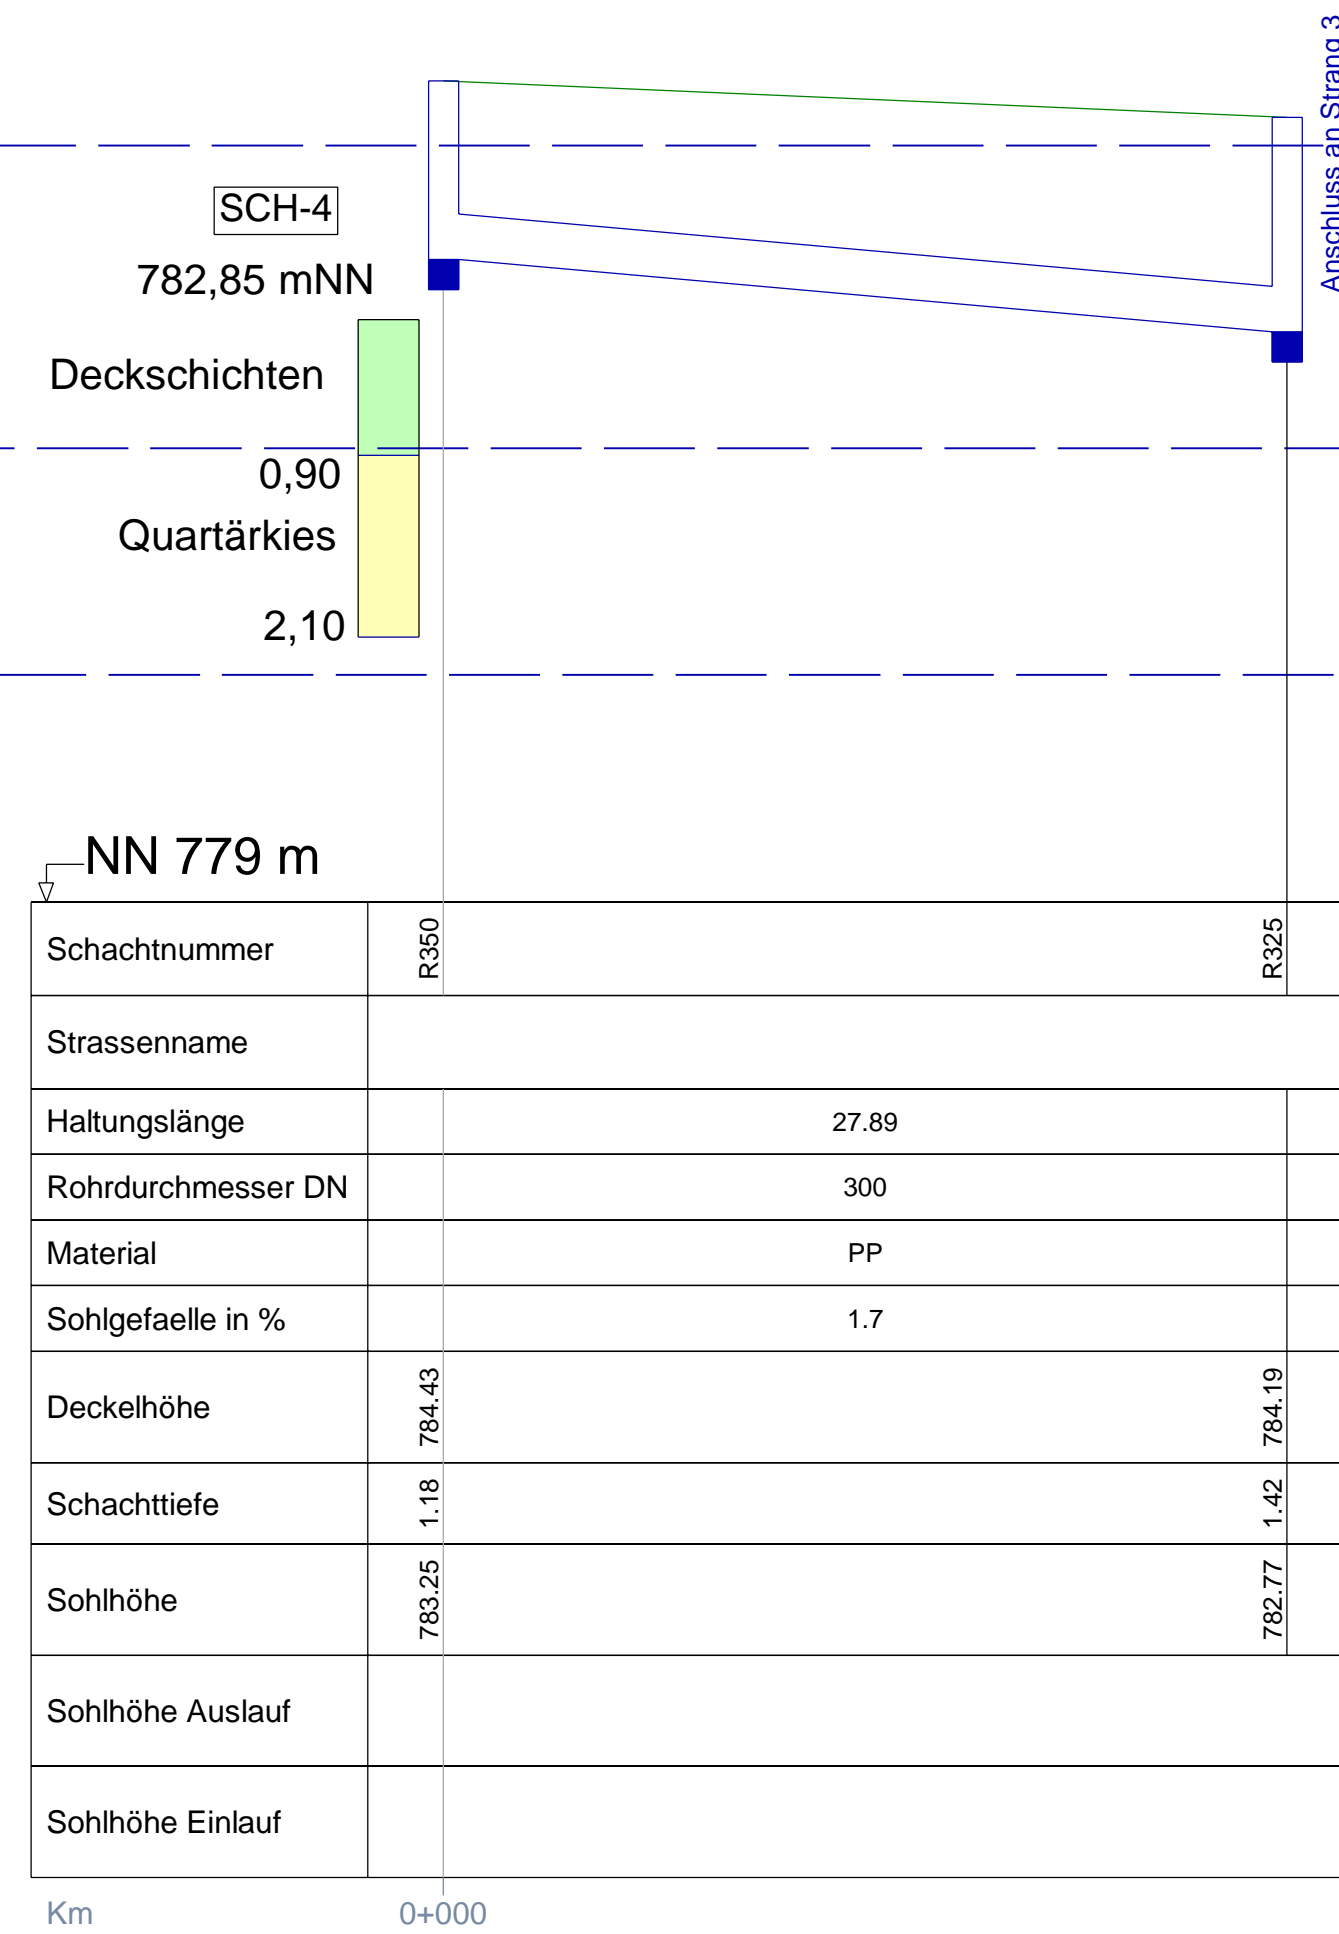 Anschluss an Strang 3
SCH-4
782,85 mNN
Deckschichten
0,90
Quartärkies
2,10
NN 779 m
Schachtnummer R350 R325
Strassenname
Haltungslänge 27.89
Rohrdurchmesser DN 300
Material PP
Sohlgefaelle in % 1.7
Deckelhöhe 784.43 784.19
Schachttiefe 1.18 1.42
Sohlhöhe 783.25 782.77
Sohlhöhe Auslauf
Sohlhöhe Einlauf
Km 0+000